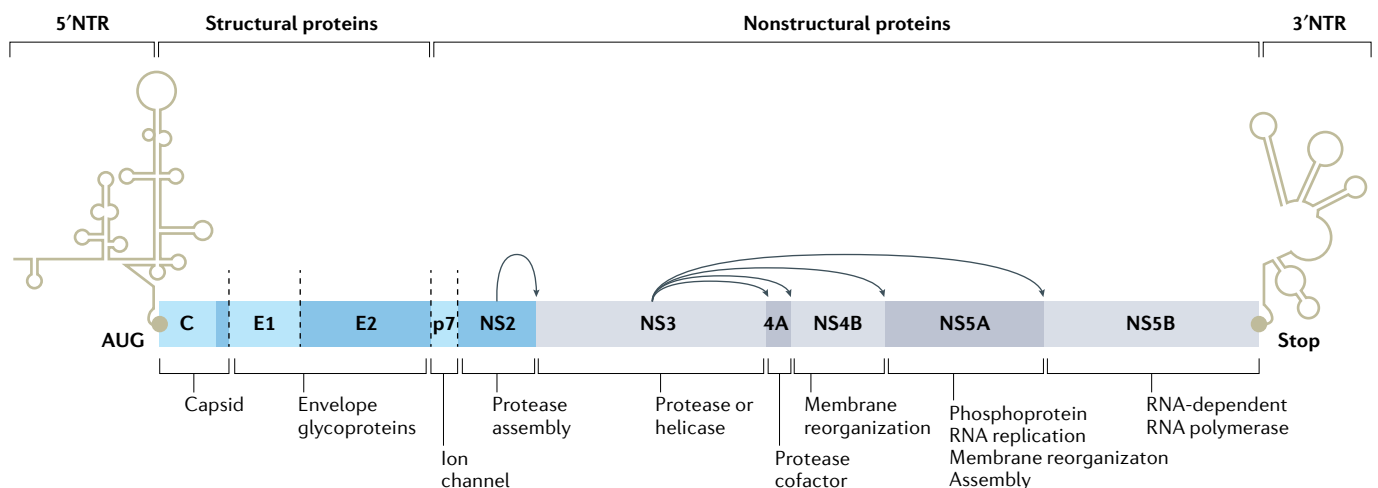 5′NTR
Structural proteins
Nonstructural proteins
3′NTR
AUG
C
E1
E2
p7
NS2
NS3
4A
NS4B
NS5A
NS5B
Stop
Capsid
Envelope
glycoproteins
Ion
channel
Protease
assembly
Protease or
helicase
Protease
cofactor
Membrane
reorganization
Phosphoprotein
RNA replication
Membrane reorganizaton
Assembly
RNA-dependent
RNA polymerase